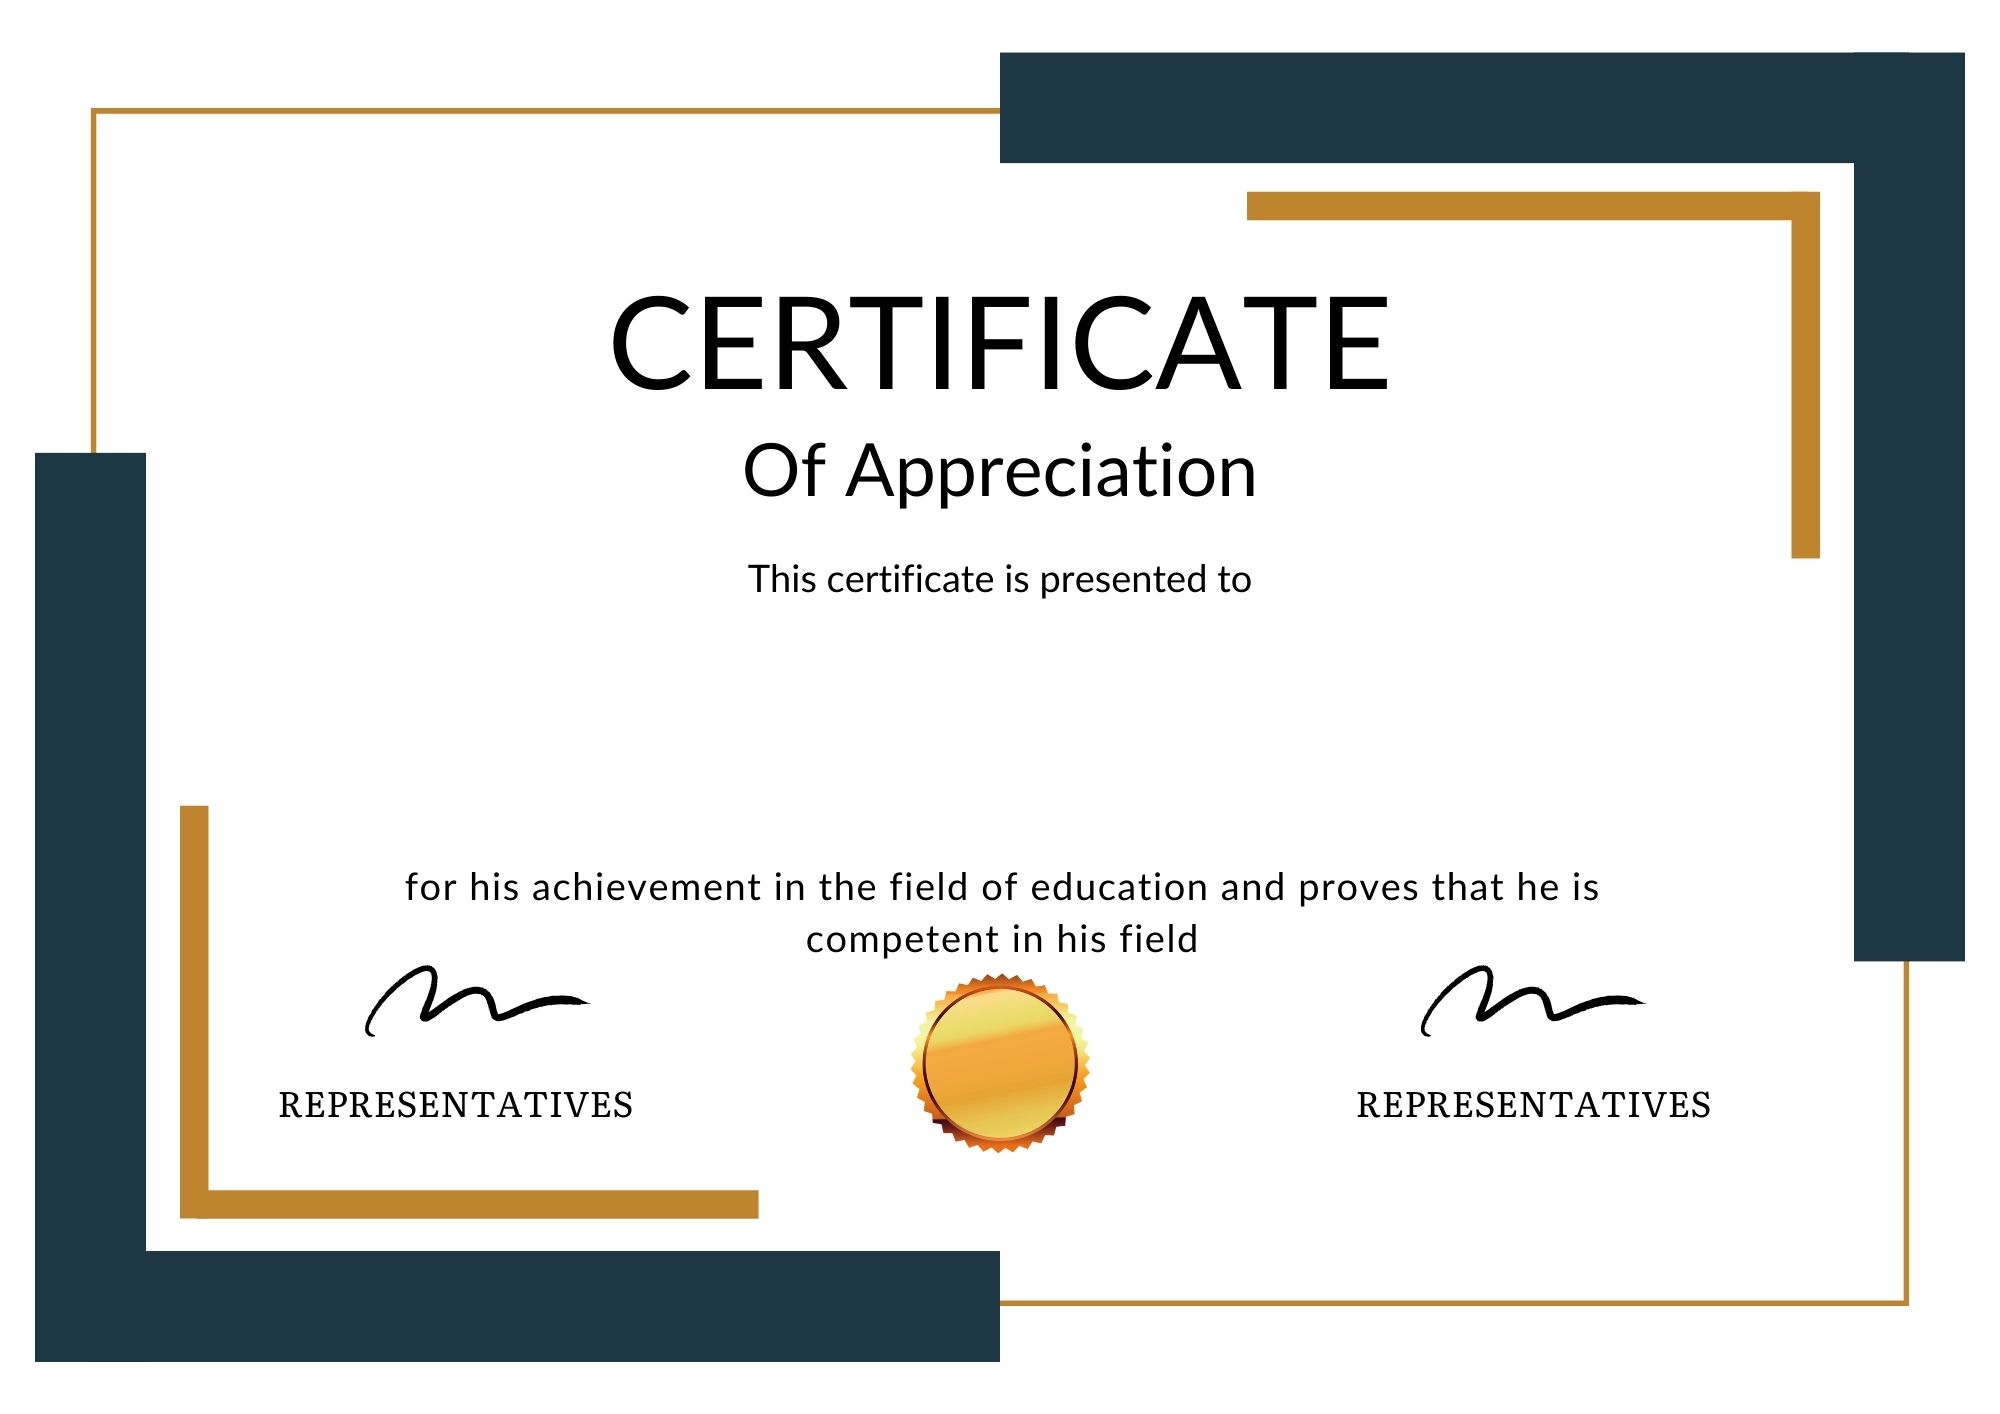 CERTIFICATE
Of Appreciation
This certificate is presented to
for his achievement in the field of education and proves that he is
competent in his field
REPRESENTATIVES
REPRESENTATIVES